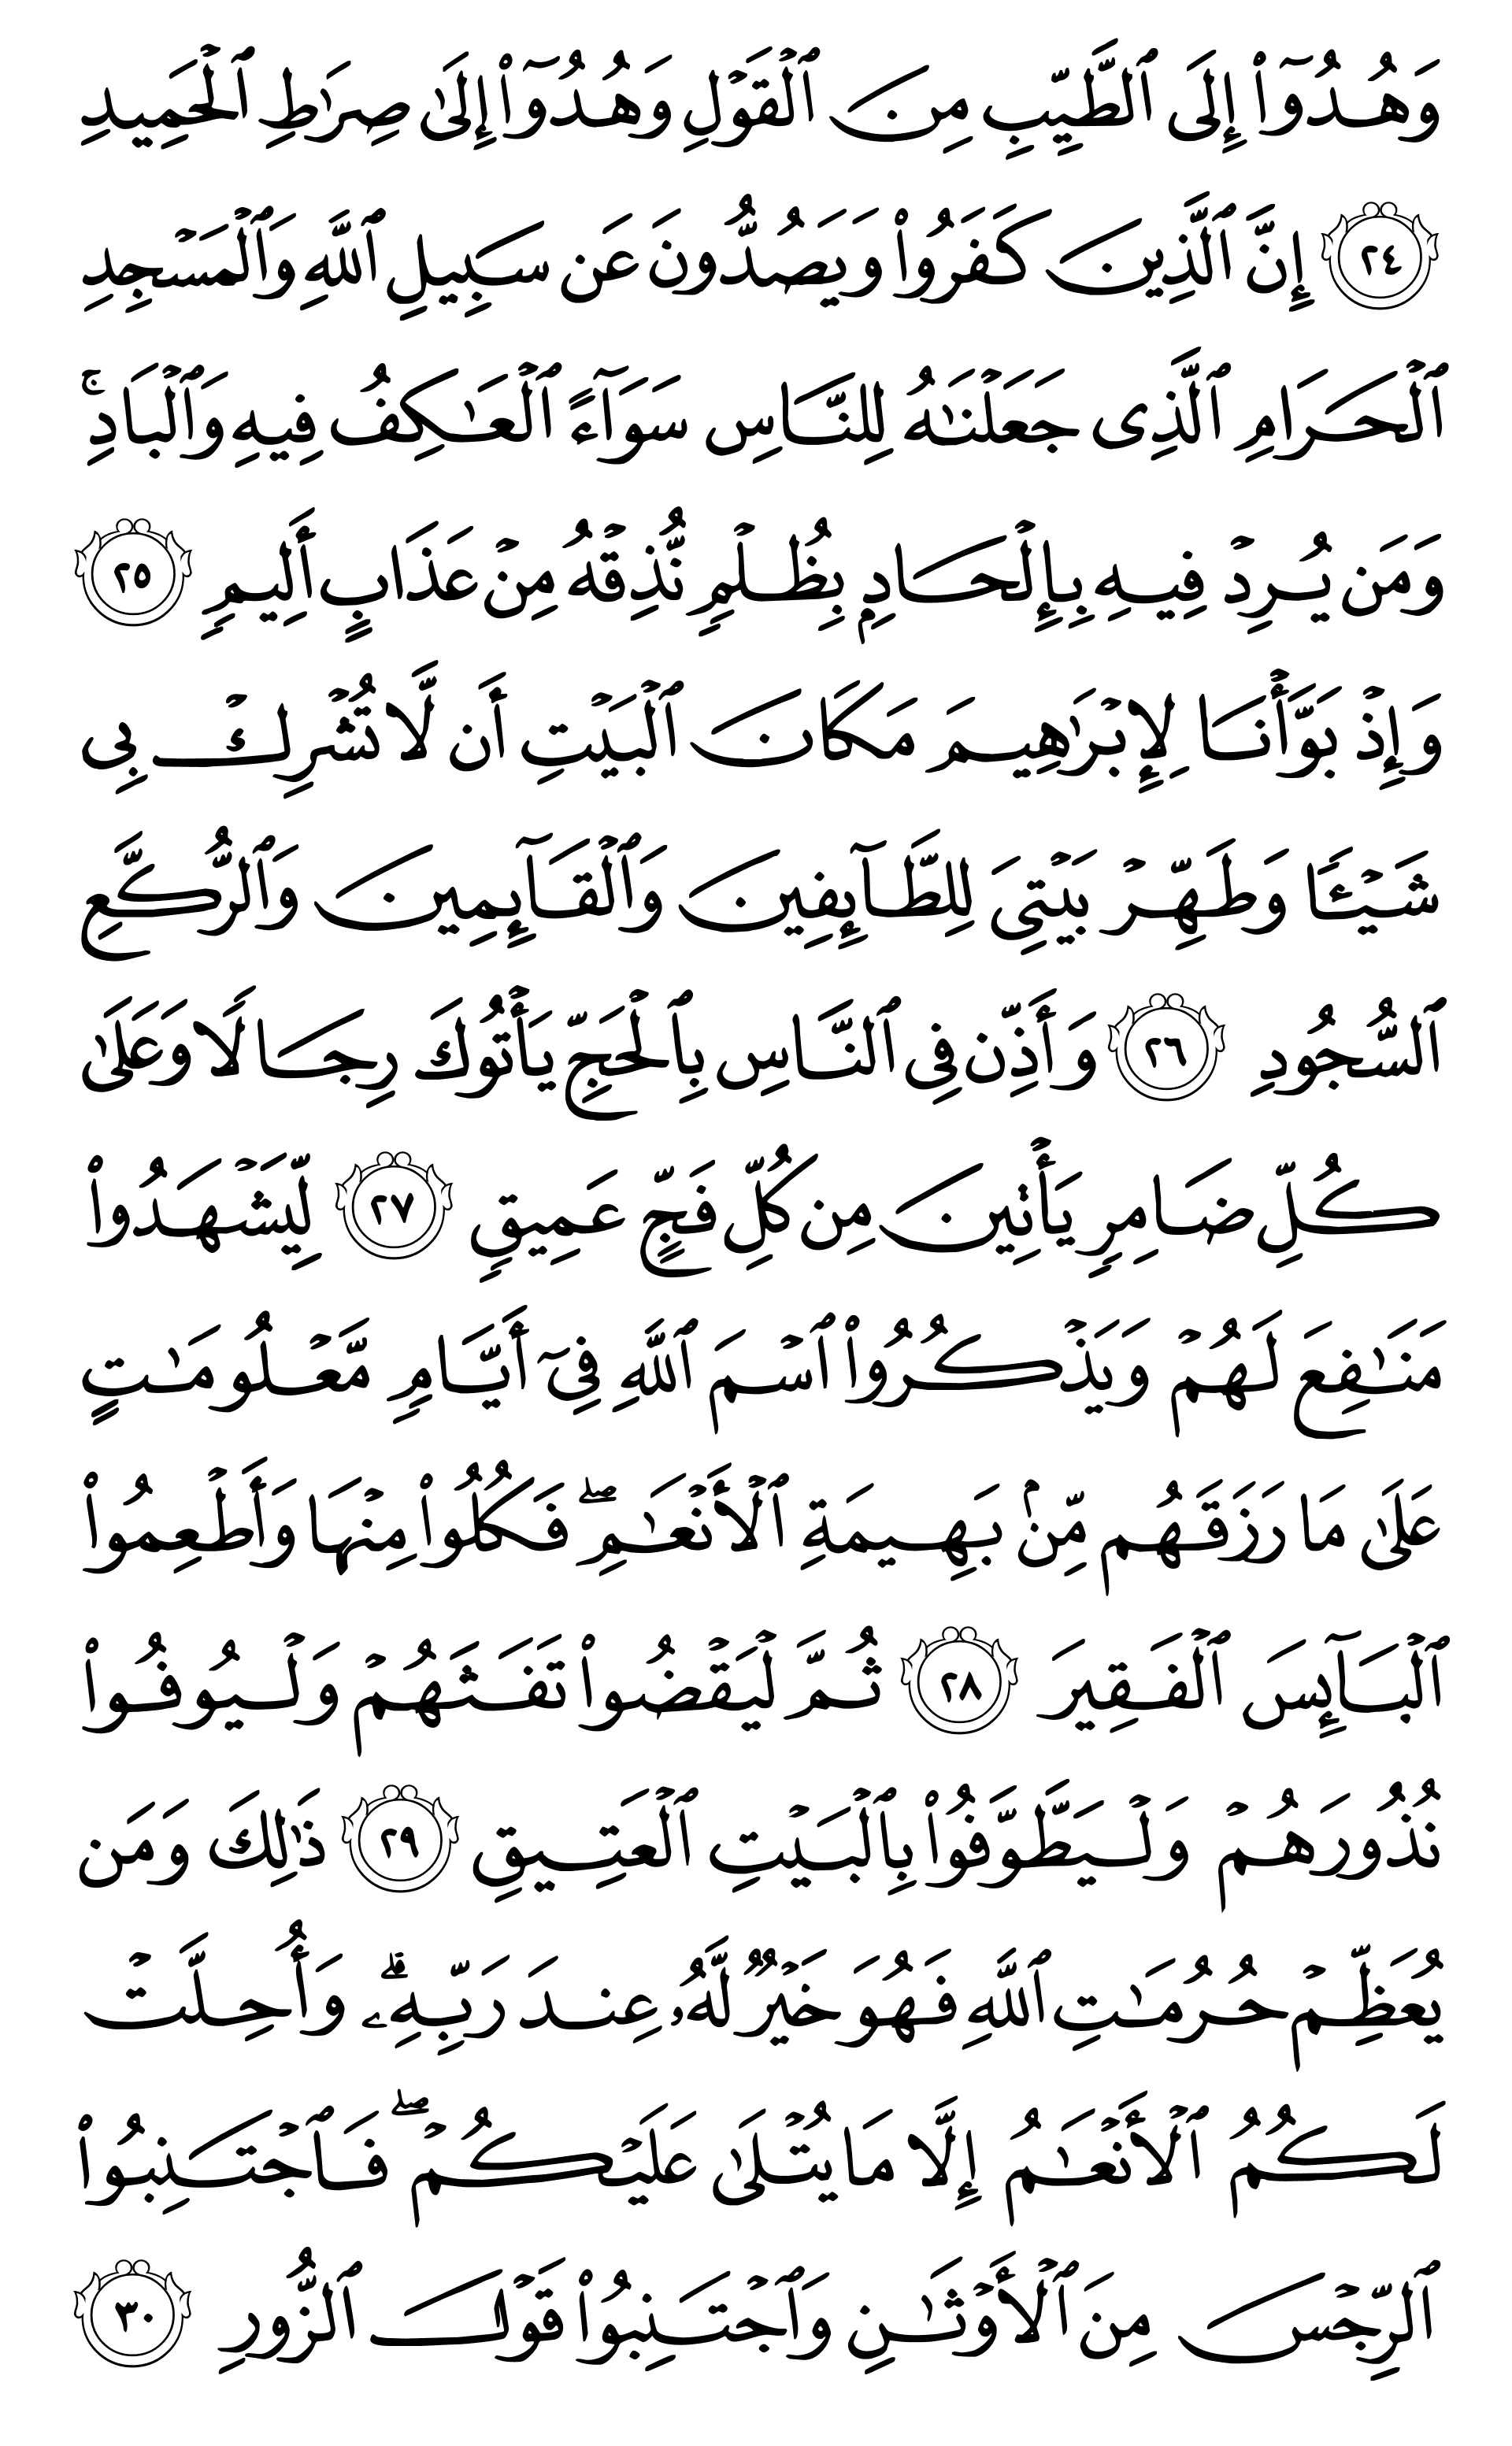 وَهُدُوٓا۟ إِلَى ٱلطَّيِّبِ مِنَ ٱلْقَوْلِ وَهُدُوٓا۟ إِلَىٰ صِرَٰطِ ٱلْحَمِيدِ
٢٤ إِنَّ ٱلَّذِينَ كَفَرُوا۟ وَيَصُدُّونَ عَن سَبِيلِ ٱللَّهِ وَٱلْمَسْجِدِ
ٱلْحَرَامِ ٱلَّذِى جَعَلْنَـٰهُ لِلنَّاسِ سَوَآءً ٱلْعَـٰكِفُ فِيهِ وَٱلْبَادِ ۚ
وَمَن يُرِدْ فِيهِ بِإِلْحَادٍۭ بِظُلْمٍ نُّذِقْهُ مِنْ عَذَابٍ أَلِيمٍ ٢٥
وَإِذْ بَوَّأْنَا لِإِبْرَٰهِيمَ مَكَانَ ٱلْبَيْتِ أَن لَّا تُشْرِكْ بِى
شَيْـًٔا وَطَهِّرْ بَيْتِىَ لِلطَّآئِفِينَ وَٱلْقَآئِمِينَ وَٱلرُّكَّعِ
ٱلسُّجُودِ ٢٦ وَأَذِّن فِى ٱلنَّاسِ بِٱلْحَجِّ يَأْتُوكَ رِجَالًا وَعَلَىٰ
كُلِّ ضَامِرٍ يَأْتِينَ مِن كُلِّ فَجٍّ عَمِيقٍ ٢٧ لِّيَشْهَدُوا۟
مَنَـٰفِعَ لَهُمْ وَيَذْكُرُوا۟ ٱسْمَ ٱللَّهِ فِىٓ أَيَّامٍ مَّعْلُومَـٰتٍ
عَلَىٰ مَا رَزَقَهُم مِّنۢ بَهِيمَةِ ٱلْأَنْعَـٰمِ ۖ فَكُلُوا۟ مِنْهَا وَأَطْعِمُوا۟
ٱلْبَآئِسَ ٱلْفَقِيرَ ٢٨ ثُمَّ لْيَقْضُوا۟ تَفَثَهُمْ وَلْيُوفُوا۟
نُذُورَهُمْ وَلْيَطَّوَّفُوا۟ بِٱلْبَيْتِ ٱلْعَتِيقِ ٢٩ ذَٰلِكَ وَمَن
يُعَظِّمْ حُرُمَـٰتِ ٱللَّهِ فَهُوَ خَيْرٌ لَّهُۥ عِندَ رَبِّهِۦ ۗ وَأُحِلَّتْ
لَكُمُ ٱلْأَنْعَـٰمُ إِلَّا مَا يُتْلَىٰ عَلَيْكُمْ ۖ فَٱجْتَنِبُوا۟
ٱلرِّجْسَ مِنَ ٱلْأَوْثَـٰنِ وَٱجْتَنِبُوا۟ قَوْلَ ٱلزُّورِ ٣٠